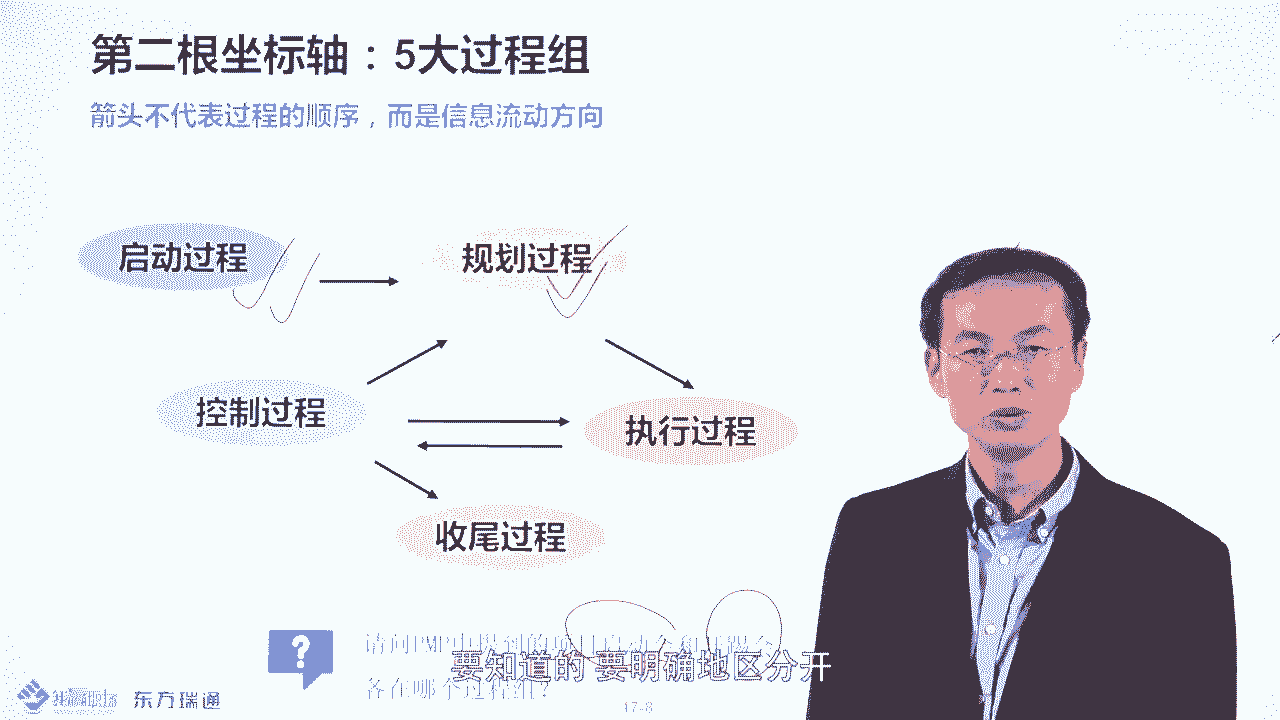 第二根坐标轴：5大过程组
箭头不代表过程的顺序，而是信息流动方向
启动过程
规划过程
控制过程
执行过程
收尾过程
请问PMP中提到的项目启动会和
要知道的 要明确地区分开
各在哪个过程组？
东方瑞通
17-8